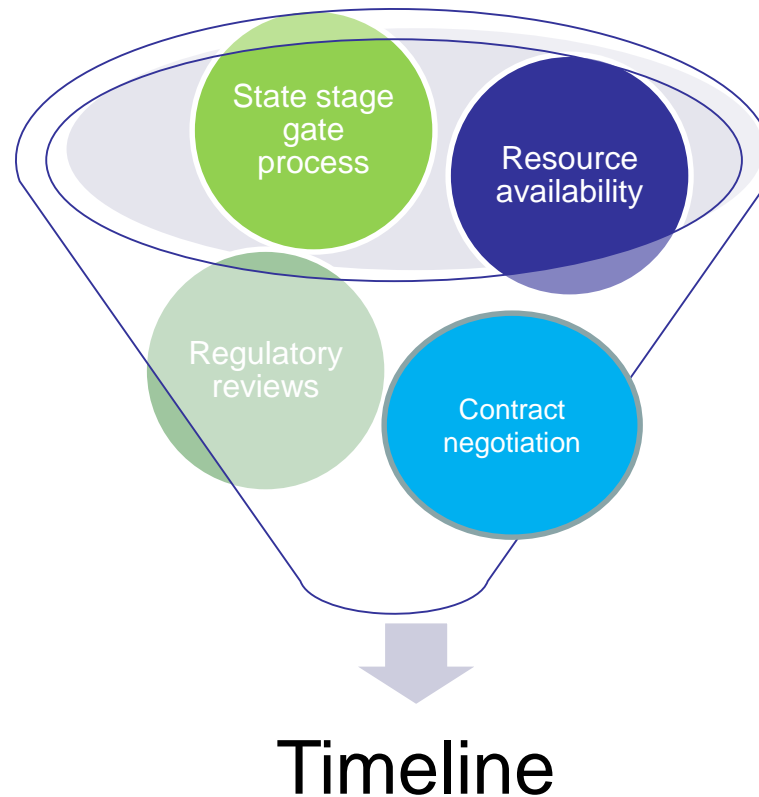 State stage
gate
process
Resource
availability
Regulatory
reviews
Contract
negotiation
Timeline